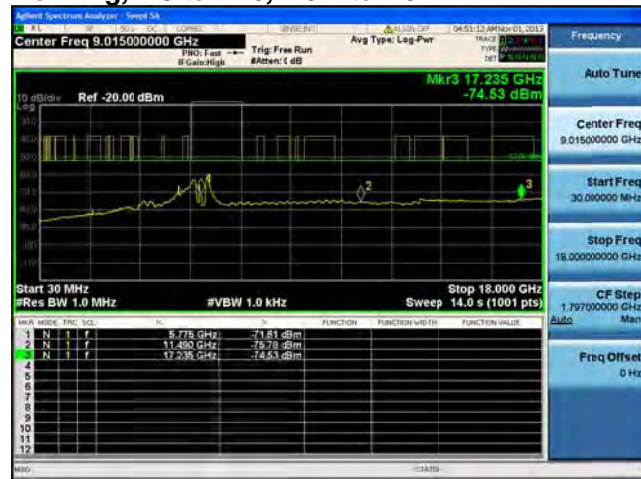 Agilent Spectrum Analyzer - Swept SA
Center Freq 9.015000000 GHz
PNO: Fast
IFGain:High
Trig: Free Run
#Atten: 0 dB
Avg Type: Log-Pwr
04:51:12 AM Nov 01, 2013
TRACE
TYPE
DET
Mkr3 17.235 GHz
-74.53 dBm
10 dB/div
Log
Ref -20.00 dBm
2
3
Start 30 MHz
Stop 18.000 GHz
#Res BW 1.0 MHz
#VBW 1.0 kHz
Sweep 14.0 s (1001 pts)
MKR MODE TRC SCL X Y FUNCTION FUNCTION WIDTH FUNCTION VALUE
1 N 1 f 5.775 GHz -71.61 dBm
2 N 1 f 11.490 GHz -75.78 dBm
3 N 1 f 17.235 GHz -74.53 dBm
4
5
6
7
8
9
10
11
12
MSG
STATUS
Frequency
Auto Tune
Center Freq
9.015000000 GHz
Start Freq
30.000000 MHz
Stop Freq
18.000000000 GHz
CF Step
1.797000000 GHz
Auto Man
Freq Offset
0 Hz